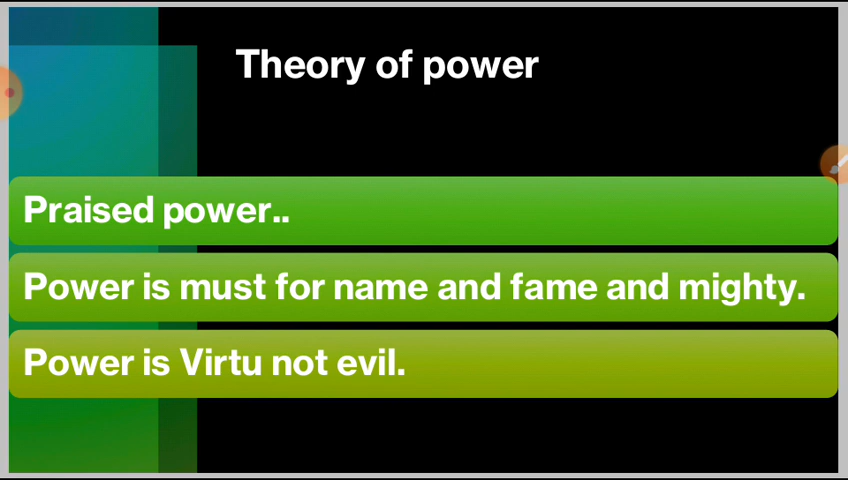 Theory of power
Praised power..
Power is must for name and fame and mighty.
Power is Virtu not evil.